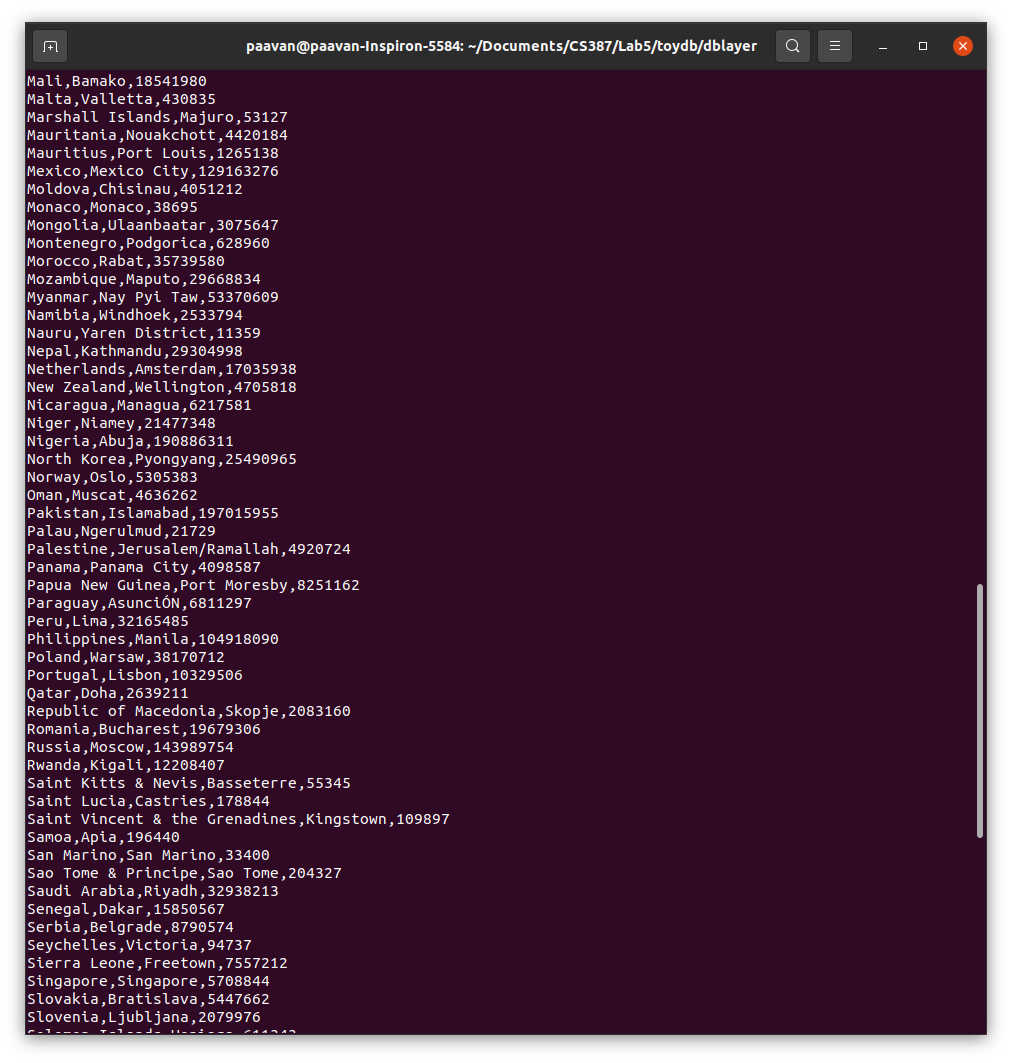 paavan@paavan-Inspiron-5584: ~/Documents/CS387/Lab5/toydb/dblayer
Mali,Bamako,18541980
Malta,Valletta,430835
Marshall Islands,Majuro,53127
Mauritania,Nouakchott,4420184
Mauritius,Port Louis,1265138
Mexico,Mexico City,129163276
Moldova,Chisinau,4051212
Monaco,Monaco,38695
Mongolia,Ulaanbaatar,3075647
Montenegro,Podgorica,628960
Morocco,Rabat,35739580
Mozambique,Maputo,29668834
Myanmar,Nay Pyi Taw,53370609
Namibia,Windhoek,2533794
Nauru,Yaren District,11359
Nepal,Kathmandu,29304998
Netherlands,Amsterdam,17035938
New Zealand,Wellington,4705818
Nicaragua,Managua,6217581
Niger,Niamey,21477348
Nigeria,Abuja,190886311
North Korea,Pyongyang,25490965
Norway,Oslo,5305383
Oman,Muscat,4636262
Pakistan,Islamabad,197015955
Palau,Ngerulmud,21729
Palestine,Jerusalem/Ramallah,4920724
Panama,Panama City,4098587
Papua New Guinea,Port Moresby,8251162
Paraguay,AsunciÓN,6811297
Peru,Lima,32165485
Philippines,Manila,104918090
Poland,Warsaw,38170712
Portugal,Lisbon,10329506
Qatar,Doha,2639211
Republic of Macedonia,Skopje,2083160
Romania,Bucharest,19679306
Russia,Moscow,143989754
Rwanda,Kigali,12208407
Saint Kitts & Nevis,Basseterre,55345
Saint Lucia,Castries,178844
Saint Vincent & the Grenadines,Kingstown,109897
Samoa,Apia,196440
San Marino,San Marino,33400
Sao Tome & Principe,Sao Tome,204327
Saudi Arabia,Riyadh,32938213
Senegal,Dakar,15850567
Serbia,Belgrade,8790574
Seychelles,Victoria,94737
Sierra Leone,Freetown,7557212
Singapore,Singapore,5708844
Slovakia,Bratislava,5447662
Slovenia,Ljubljana,2079976